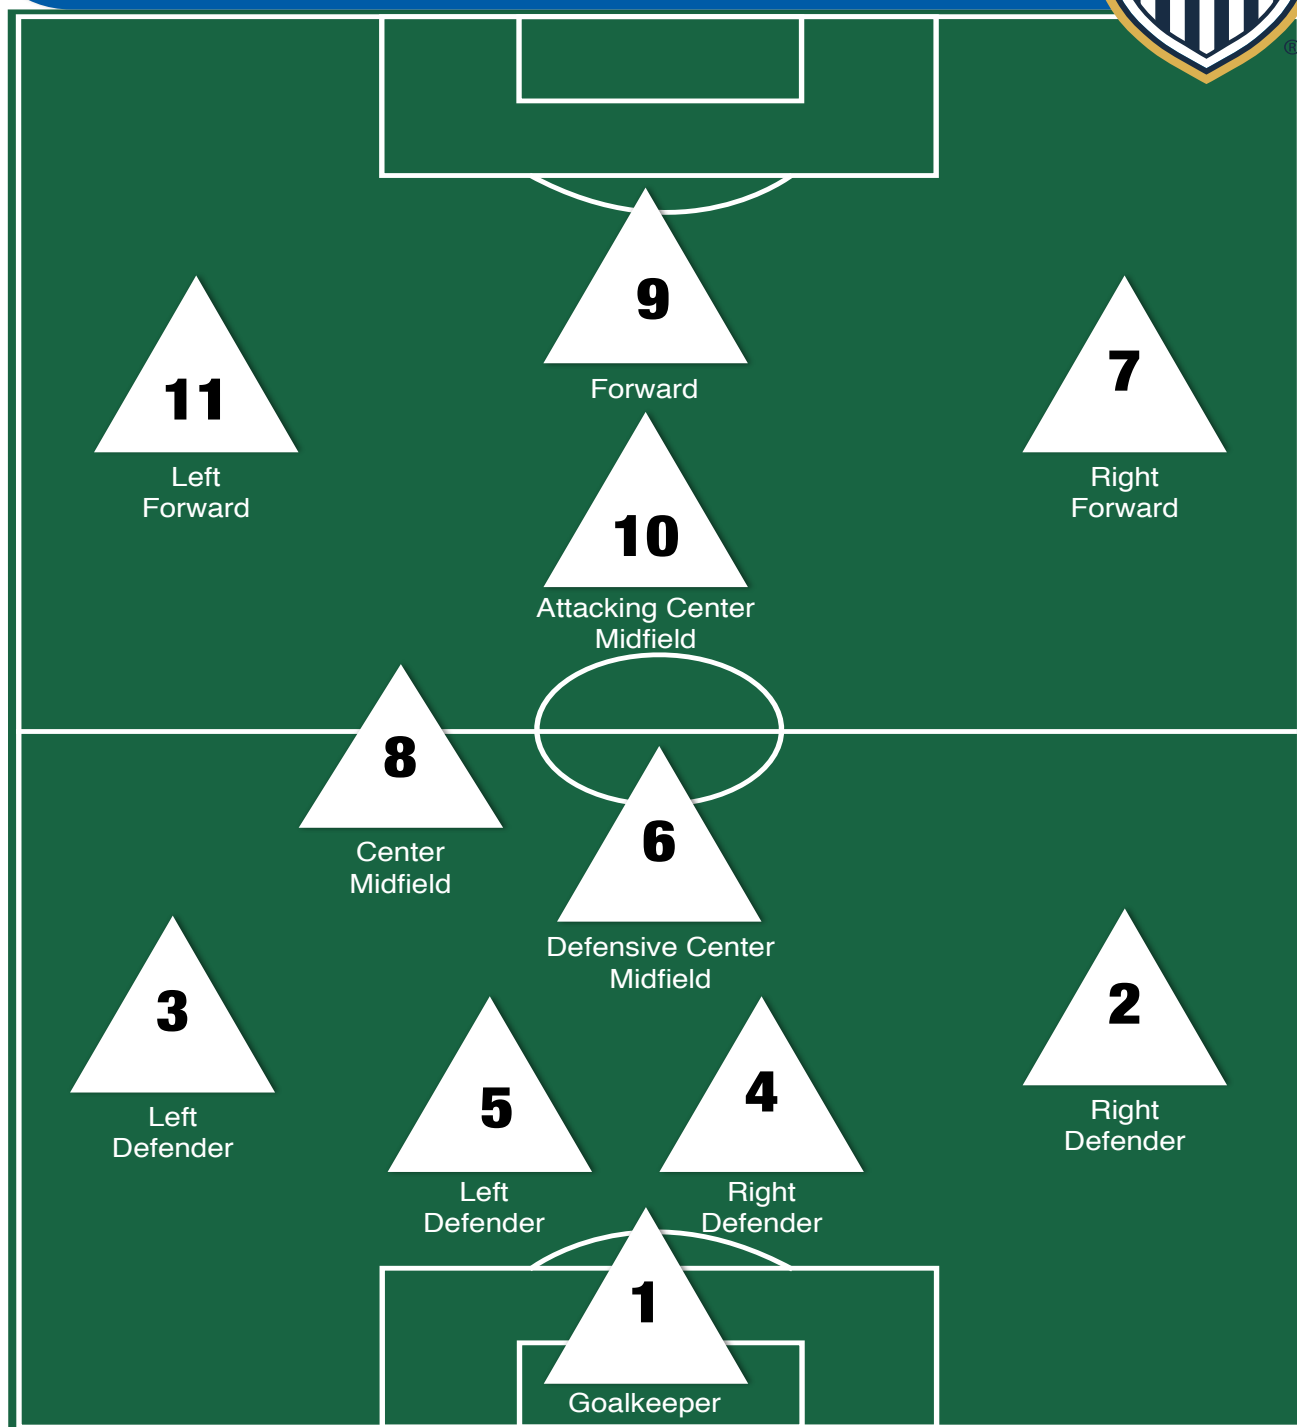 ®
9
Forward
11
Left
Forward
7
Right
Forward
10
Attacking Center
Midfield
8
Center
Midfield
6
Defensive Center
Midfield
3
Left
Defender
2
Right
Defender
5
Left
Defender
4
Right
Defender
1
Goalkeeper